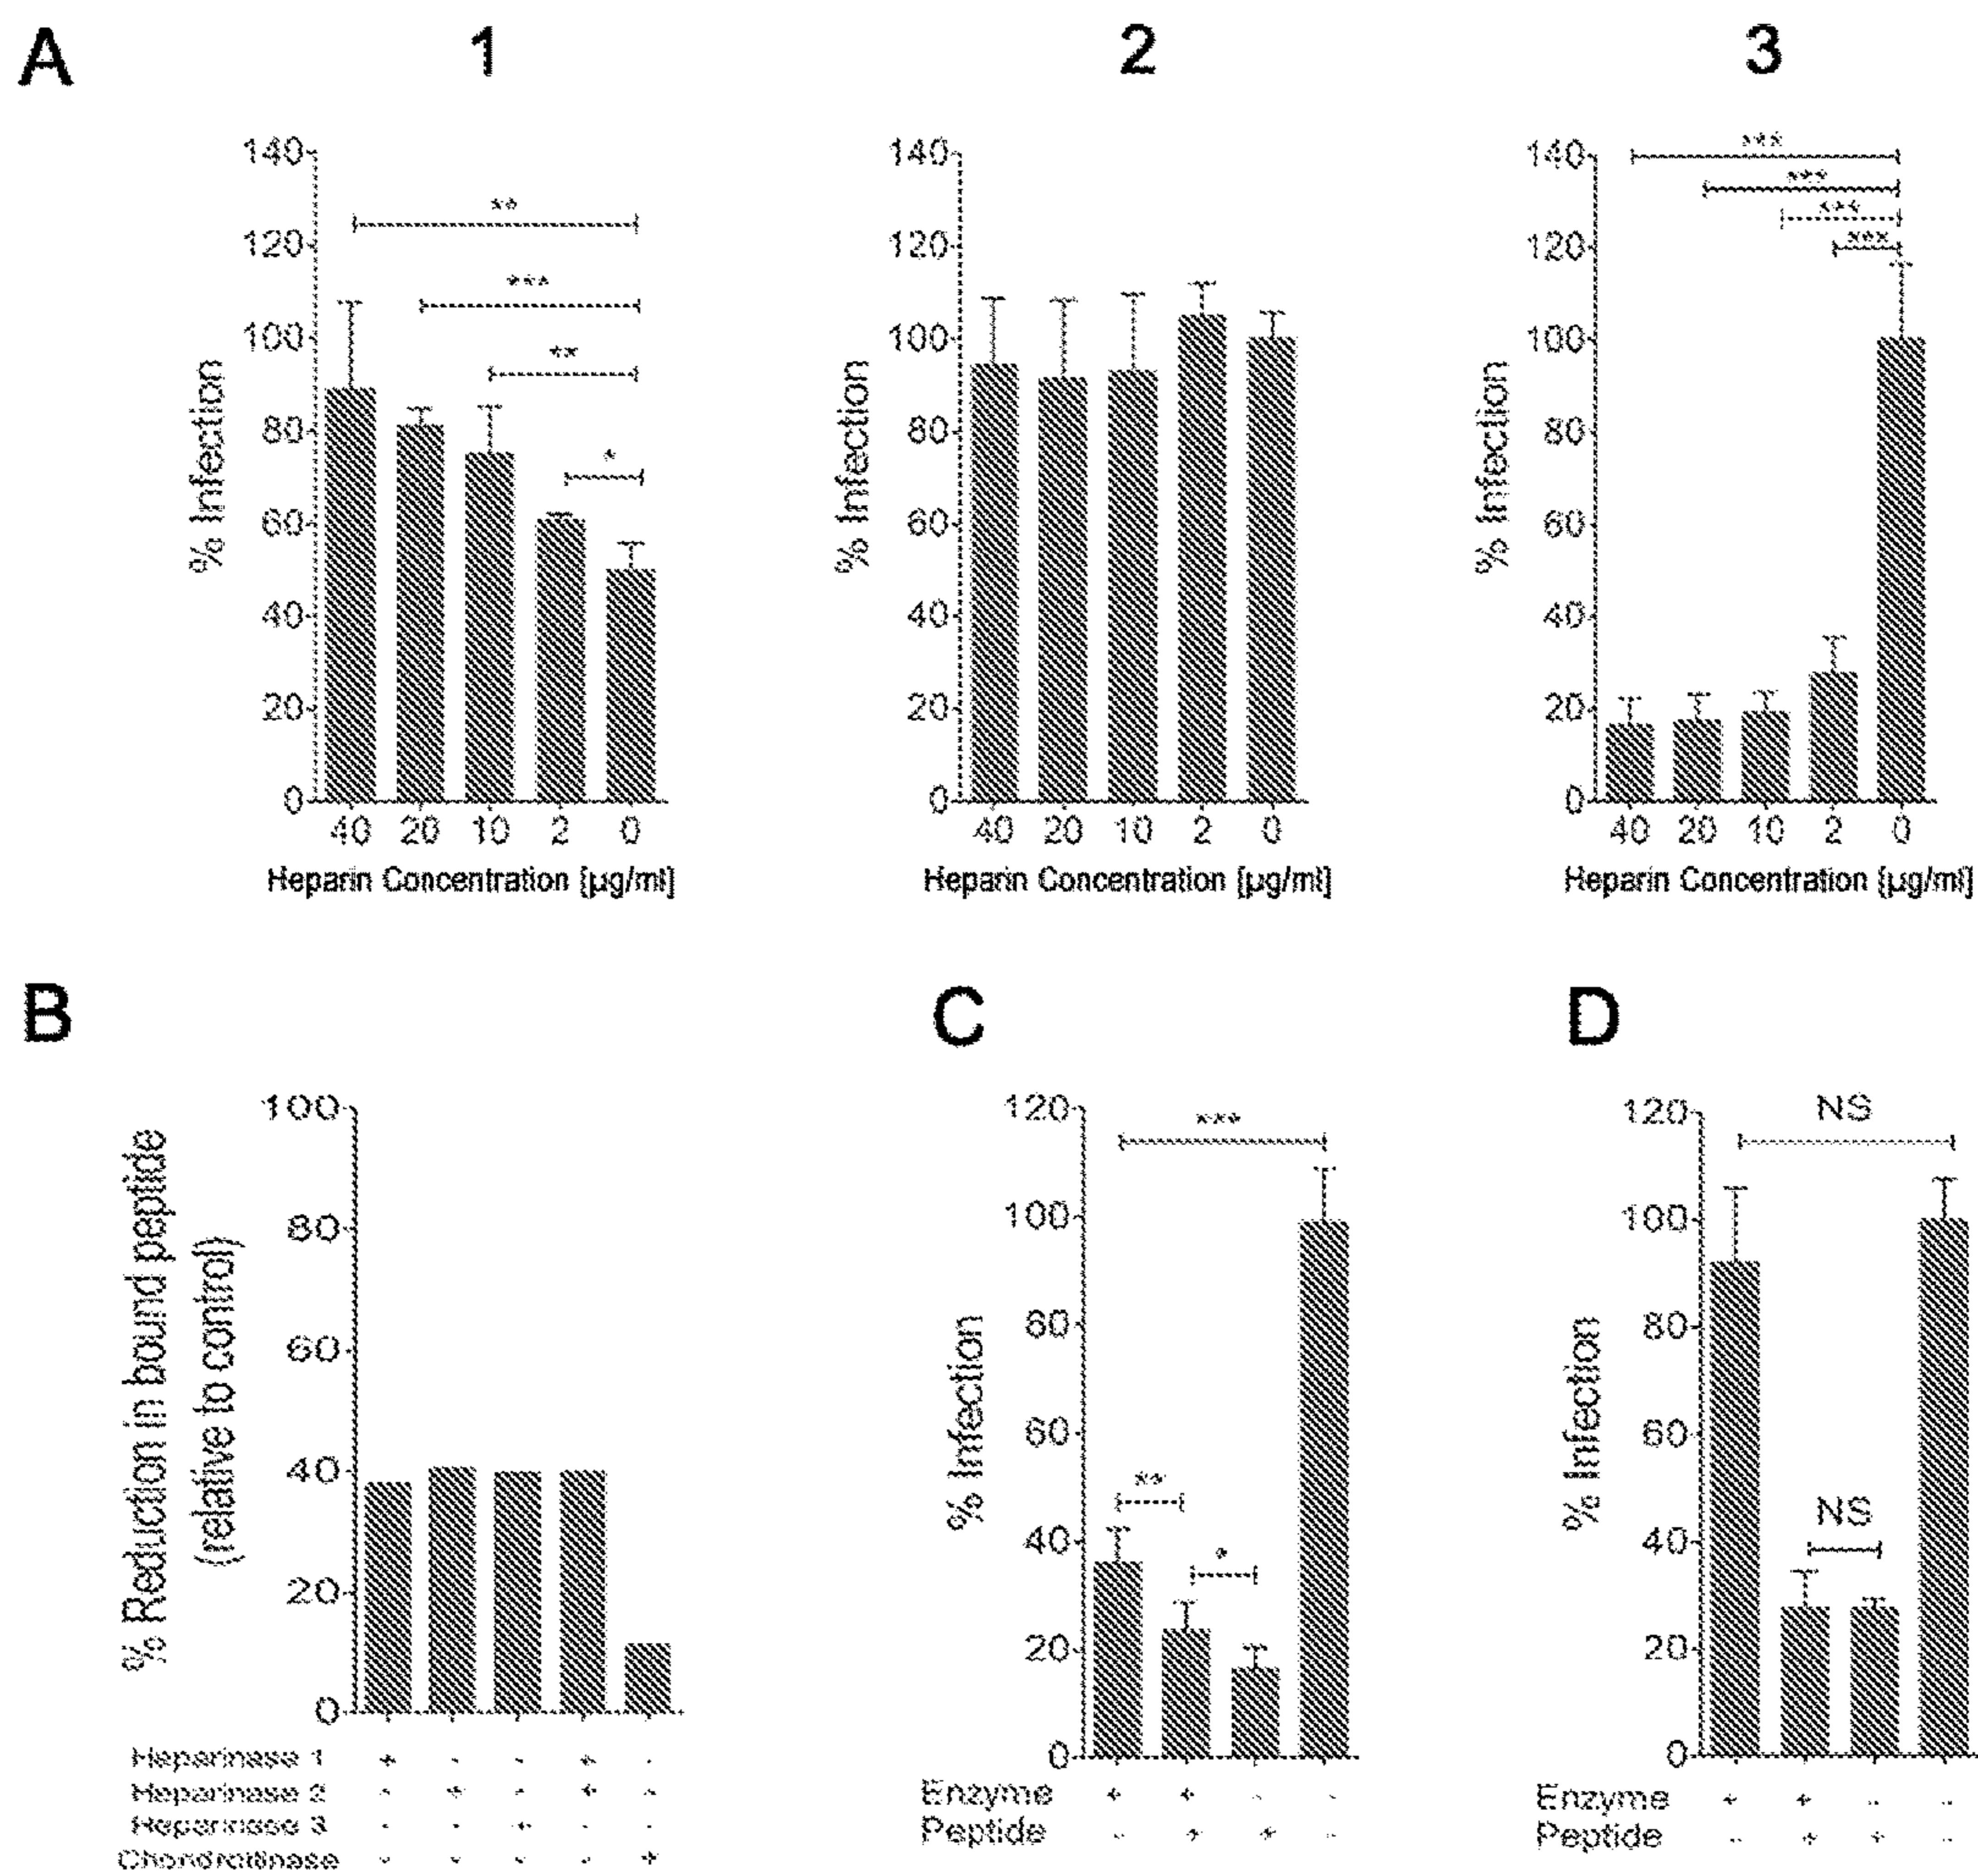 A 1 2 3
140 140 140
*** 
**
***
***
120 120 120
***
***
**
100 100 100
% Infection % Infection % Infection
80 80 80
*
60 60 60
40 40 40
20 20 20
0 0 0
40 20 10 2 0 40 20 10 2 0 40 20 10 2 0
Heparin Concentration [µg/ml] Heparin Concentration [µg/ml] Heparin Concentration [µg/ml]
B C D
100 120 120
*** NS
80 100 100
% Reduction in bound peptide
(relative to control)
% Infection % Infection
60 80 80
40 60 60
** NS
20 40 40
*
0 20 20
0 0
Heparinase 1 + - - + -
Heparinase 2 - + - + -
Heparinase 3 - - + - -
Chondroitinase - - - - +
Enzyme + + - - Enzyme + + - -
Peptide - + + - Peptide - + + -